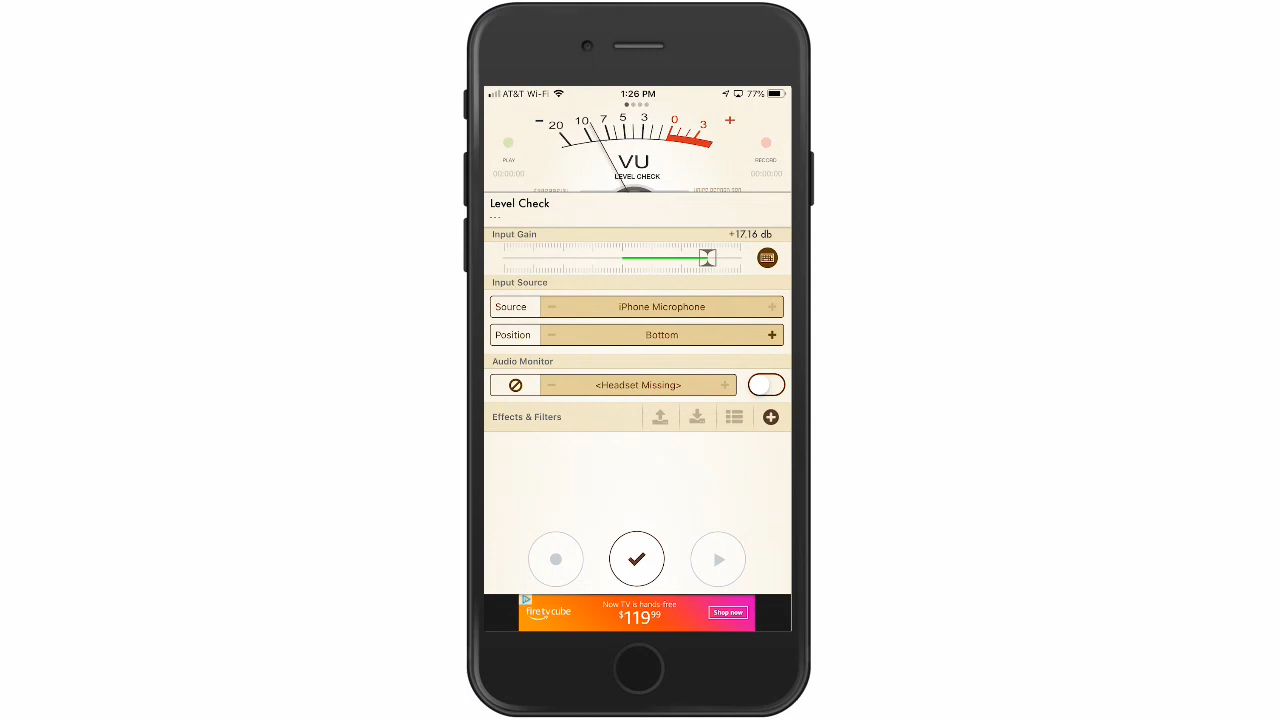 AT&T Wi-Fi 1:26 PM 77%
- 20 10 7 5 3 0 3 +
VU
LEVEL CHECK
PLAY
00:00:00
RECORD
00:00:00
Level Check
---
Input Gain +17.16 db
Input Source
Source − iPhone Microphone +
Position − Bottom +
Audio Monitor
− <Headset Missing> +
Effects & Filters
fire tv cube
Now TV is hands-free
$119.99
Shop now